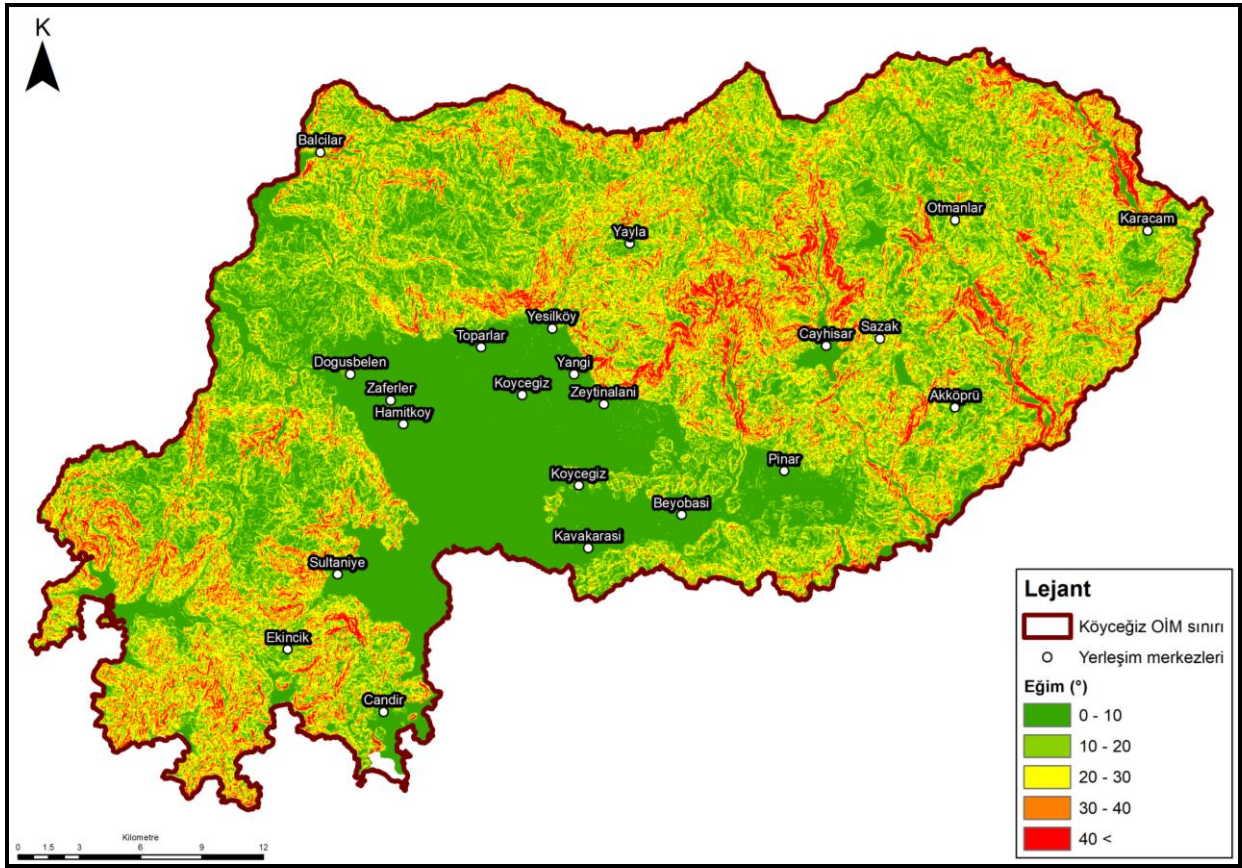 K
Balcilar
Otmanlar
Karacam
Yayla
Yesilköy
Toparlar
Cayhisar
Sazak
Dogusbelen
Yangi
Zaferler
Koycegiz
Zeytinalani
Akköprü
Hamitkoy
Pinar
Koycegiz
Beyobasi
Kavakarasi
Sultaniye
Ekincik
Candir
Lejant
Köyceğiz OİM sınırı
Yerleşim merkezleri
Eğim (°)
0 - 10
10 - 20
20 - 30
30 - 40
40 <
Kilometre
0 1.5 3 6 9 12